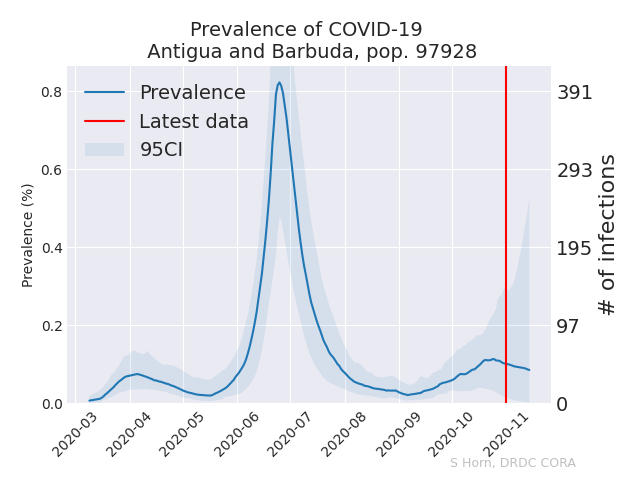 Prevalence of COVID-19
Antigua and Barbuda, pop. 97928
Prevalence
Latest data
95CI
Prevalence (%)
0.8
0.6
0.4
0.2
0.0
391
293
195
97
0
# of infections
2020-03
2020-04
2020-05
2020-06
2020-07
2020-08
2020-09
2020-10
2020-11
S Horn, DRDC CORA